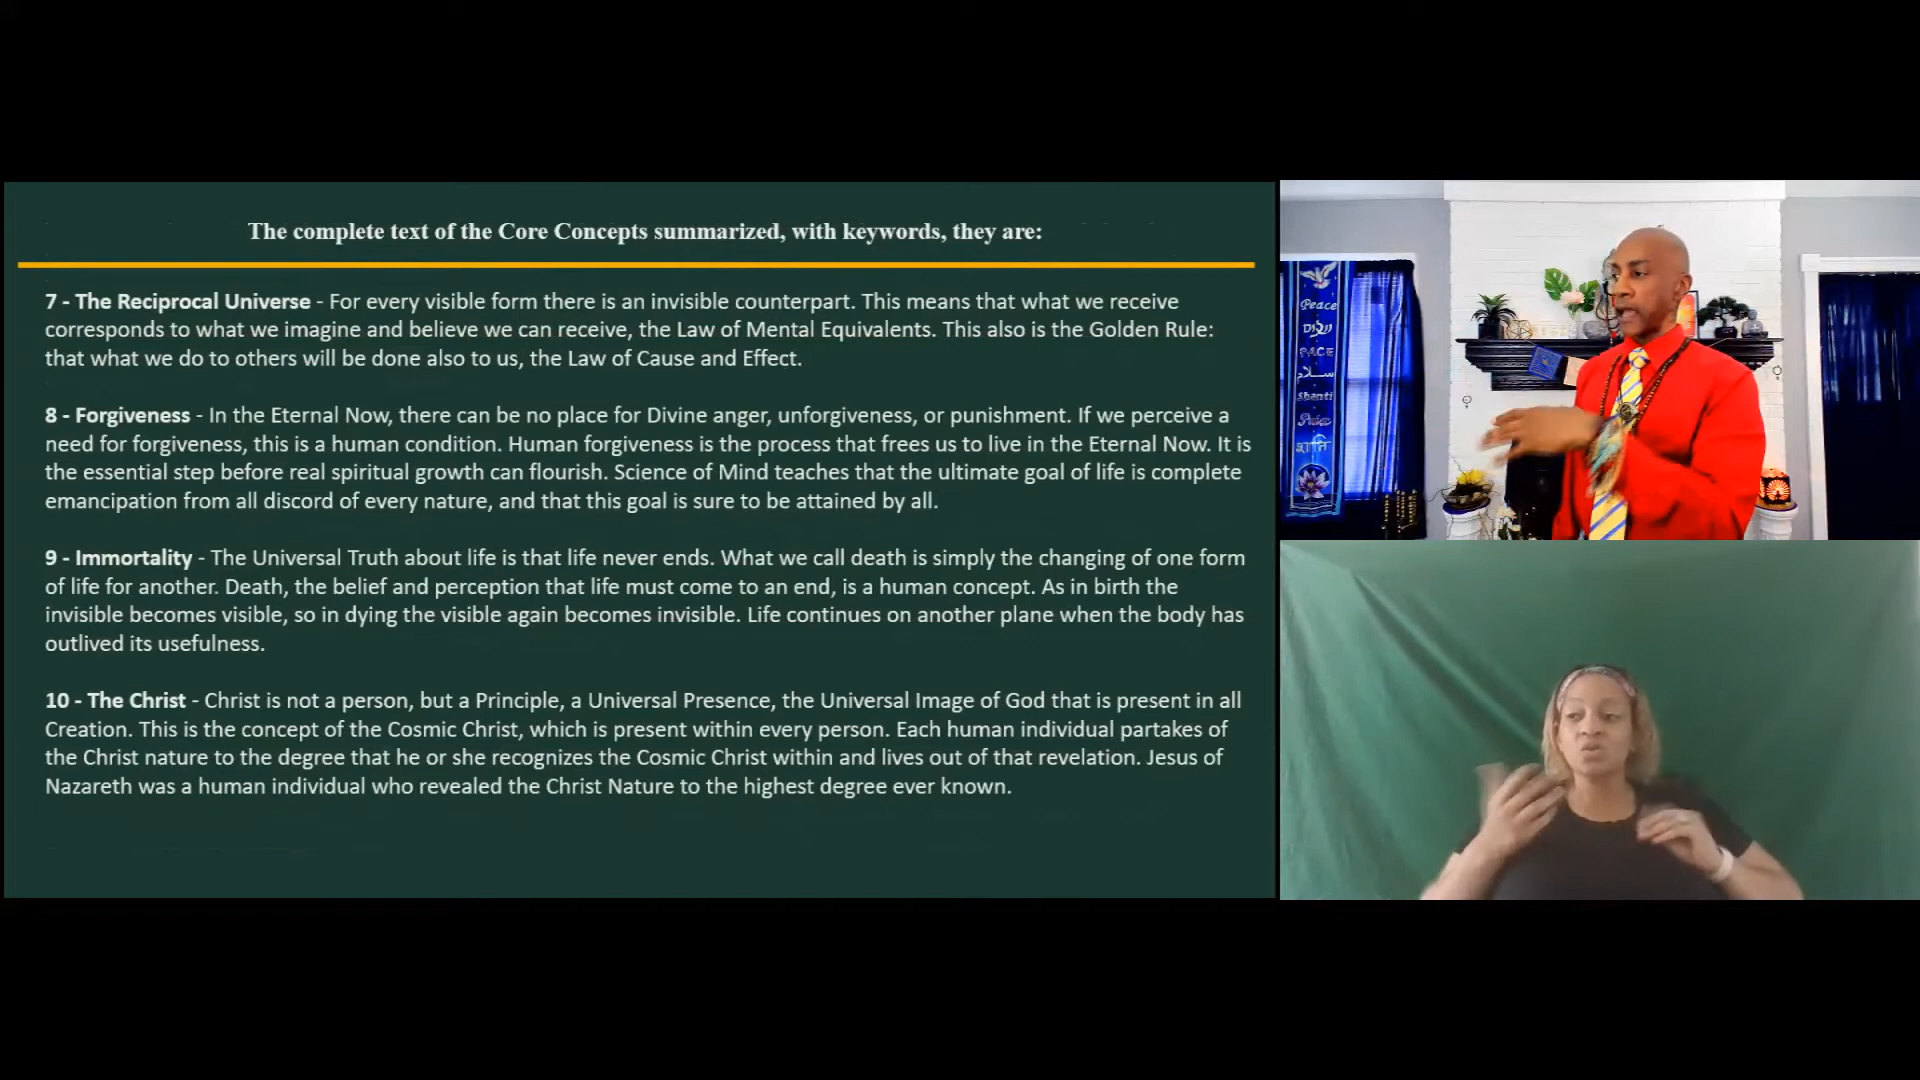 The complete text of the Core Concepts summarized, with keywords, they are:
7 - The Reciprocal Universe - For every visible form there is an invisible counterpart. This means that what we receive
corresponds to what we imagine and believe we can receive, the Law of Mental Equivalents. This also is the Golden Rule:
that what we do to others will be done also to us, the Law of Cause and Effect.
8 - Forgiveness - In the Eternal Now, there can be no place for Divine anger, unforgiveness, or punishment. If we perceive a
need for forgiveness, this is a human condition. Human forgiveness is the process that frees us to live in the Eternal Now. It is
the essential step before real spiritual growth can flourish. Science of Mind teaches that the ultimate goal of life is complete
emancipation from all discord of every nature, and that this goal is sure to be attained by all.
9 - Immortality - The Universal Truth about life is that life never ends. What we call death is simply the changing of one form
of life for another. Death, the belief and perception that life must come to an end, is a human concept. As in birth the
invisible becomes visible, so in dying the visible again becomes invisible. Life continues on another plane when the body has
outlived its usefulness.
10 - The Christ - Christ is not a person, but a Principle, a Universal Presence, the Universal Image of God that is present in all
Creation. This is the concept of the Cosmic Christ, which is present within every person. Each human individual partakes of
the Christ nature to the degree that he or she recognizes the Cosmic Christ within and lives out of that revelation. Jesus of
Nazareth was a human individual who revealed the Christ Nature to the highest degree ever known.
Peace
PACE
سلام
Shanti